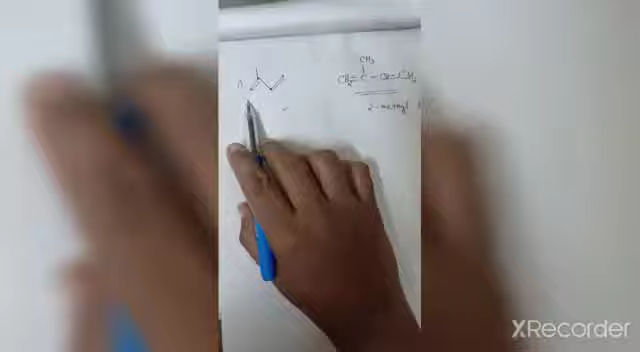 CH₃
CH₂=C-CH=CH₂
2-methyl
XRecorder